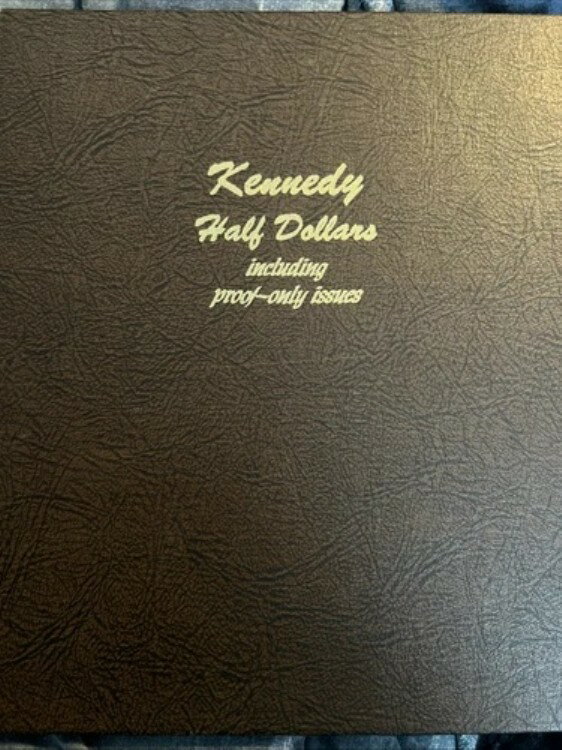 Kennedy
Half Dollars
including
proof-only issues